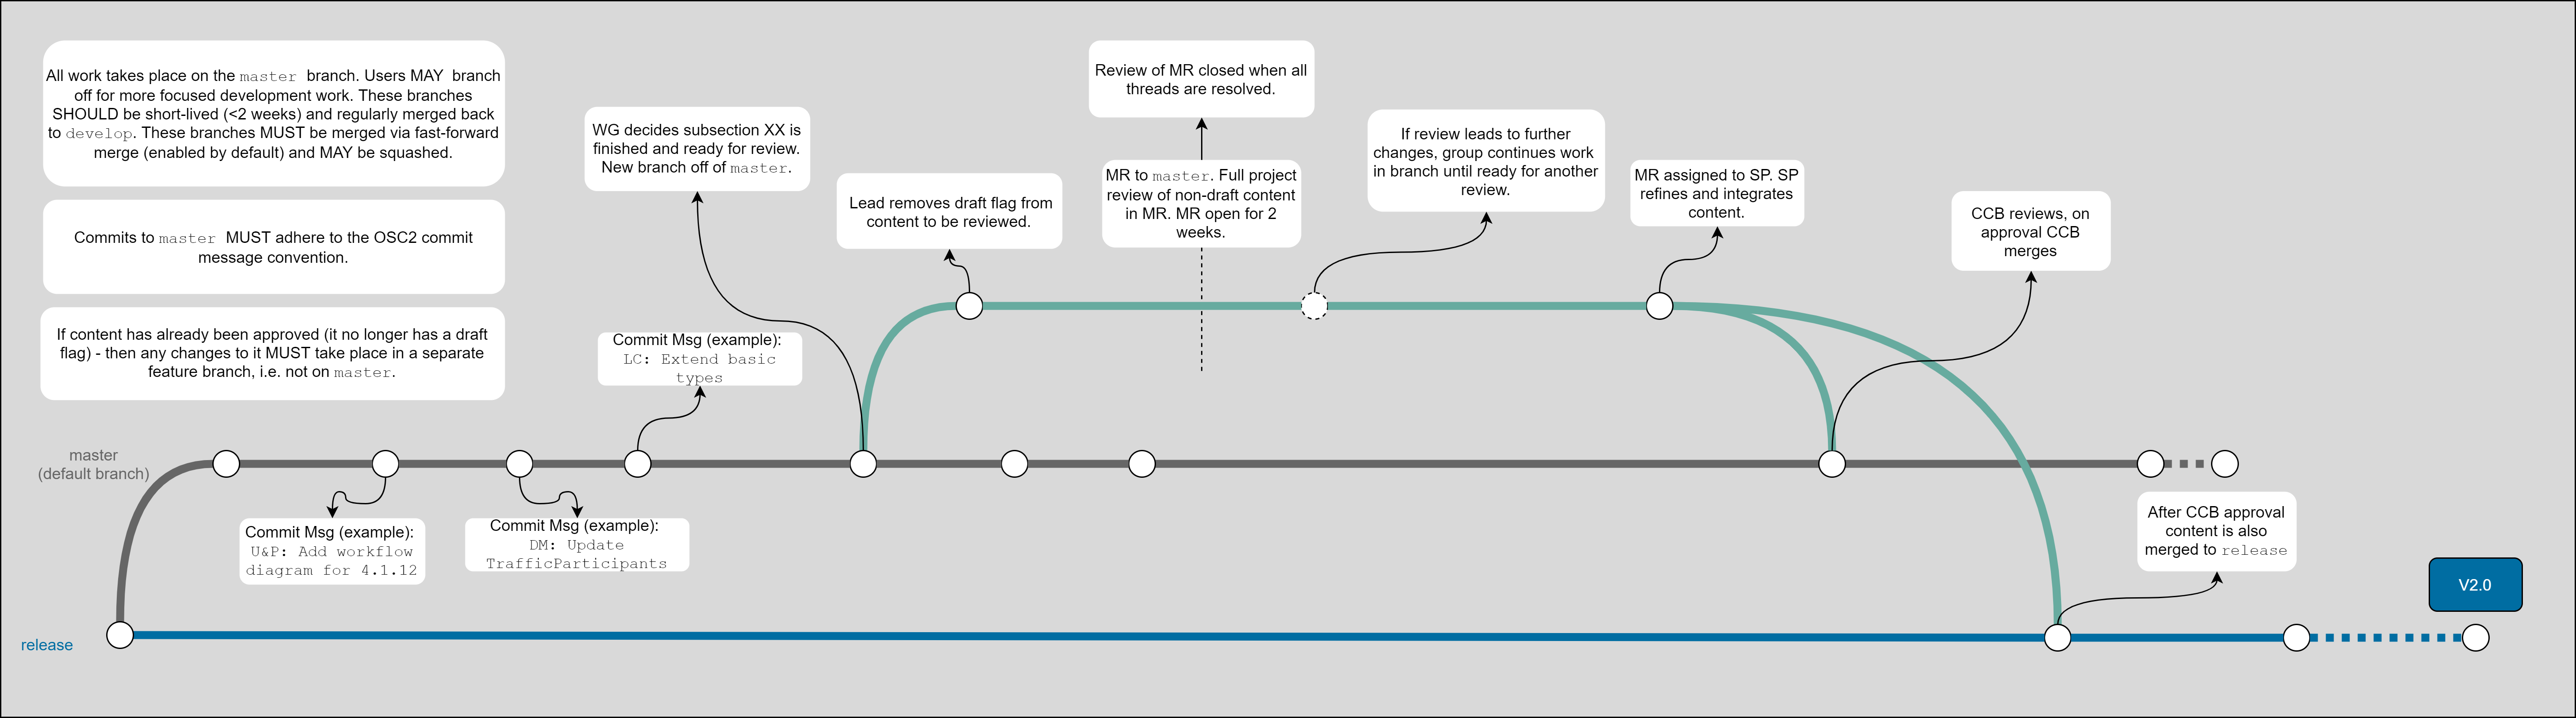 All work takes place on the master branch. Users MAY branch
off for more focused development work. These branches
SHOULD be short-lived (<2 weeks) and regularly merged back
to develop. These branches MUST be merged via fast-forward
merge (enabled by default) and MAY be squashed.
Commits to master MUST adhere to the OSC2 commit
message convention.
If content has already been approved (it no longer has a draft
flag) - then any changes to it MUST take place in a separate
feature branch, i.e. not on master.
WG decides subsection XX is
finished and ready for review.
New branch off of master.
Lead removes draft flag from
content to be reviewed.
Review of MR closed when all
threads are resolved.
MR to master. Full project
review of non-draft content
in MR. MR open for 2
weeks.
If review leads to further
changes, group continues work
in branch until ready for another
review.
MR assigned to SP. SP
refines and integrates
content.
CCB reviews, on
approval CCB
merges
Commit Msg (example):
LC: Extend basic
types
master
(default branch)
Commit Msg (example):
U&P: Add workflow
diagram for 4.1.12
Commit Msg (example):
DM: Update
TrafficParticipants
After CCB approval
content is also
merged to release
V2.0
release